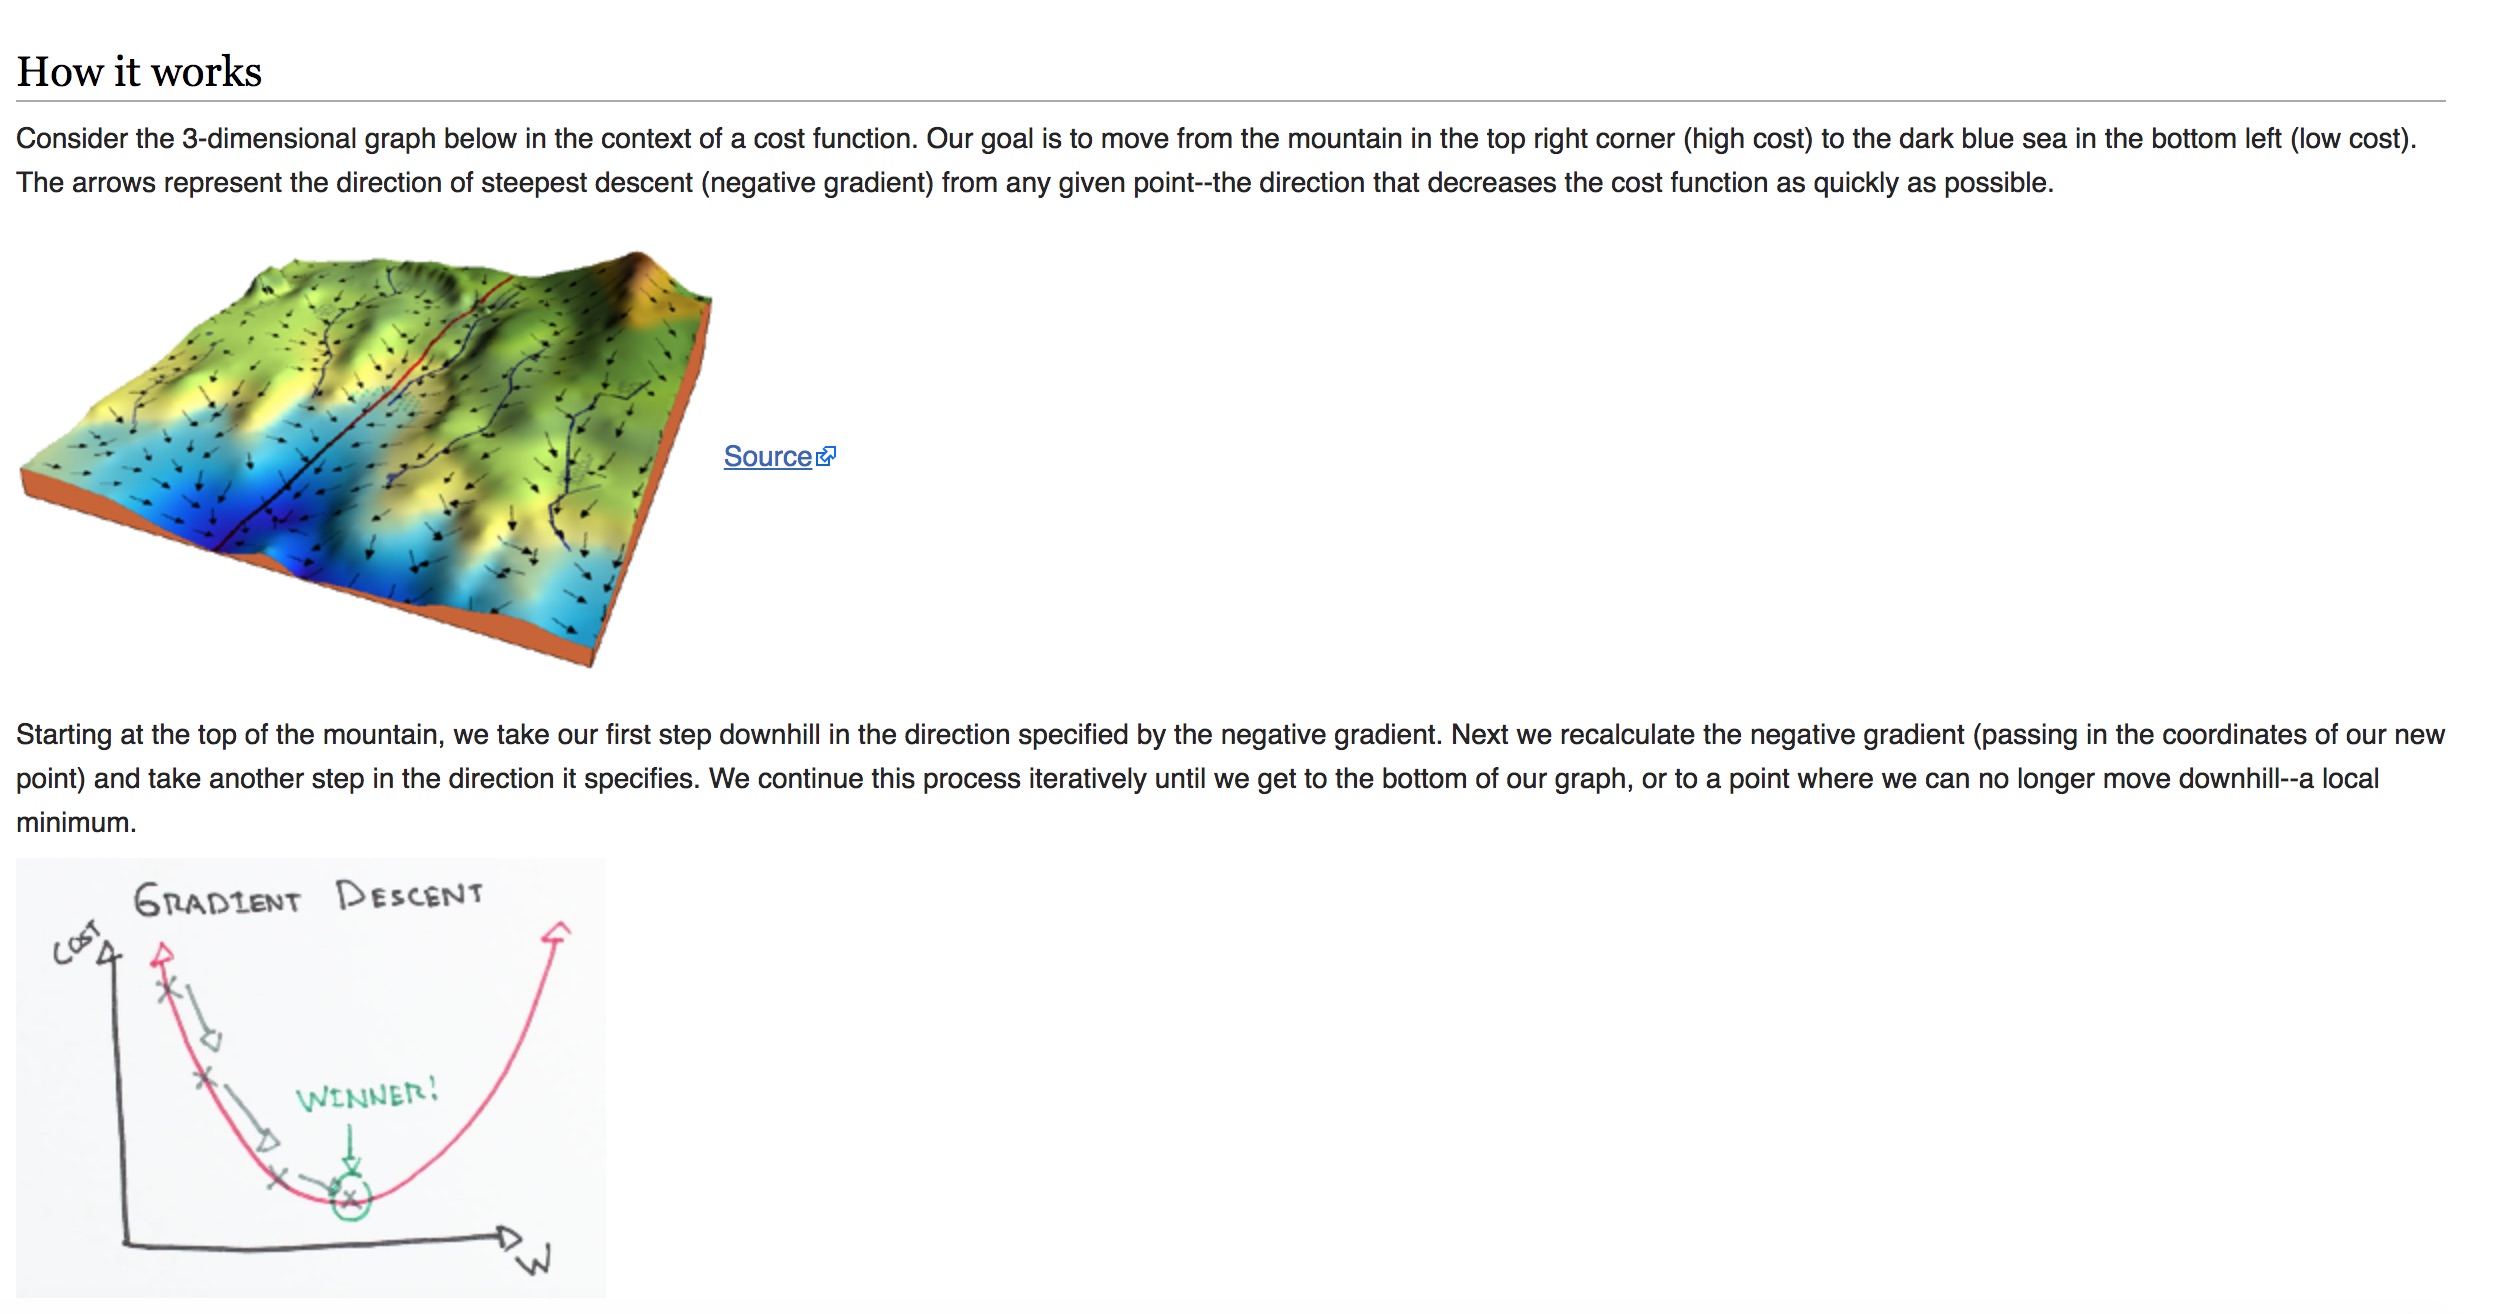 How it works
Consider the 3-dimensional graph below in the context of a cost function. Our goal is to move from the mountain in the top right corner (high cost) to the dark blue sea in the bottom left (low cost).
The arrows represent the direction of steepest descent (negative gradient) from any given point--the direction that decreases the cost function as quickly as possible.
Source
Starting at the top of the mountain, we take our first step downhill in the direction specified by the negative gradient. Next we recalculate the negative gradient (passing in the coordinates of our new
point) and take another step in the direction it specifies. We continue this process iteratively until we get to the bottom of our graph, or to a point where we can no longer move downhill--a local
minimum.
GRADIENT DESCENT
COST
WINNER!
W